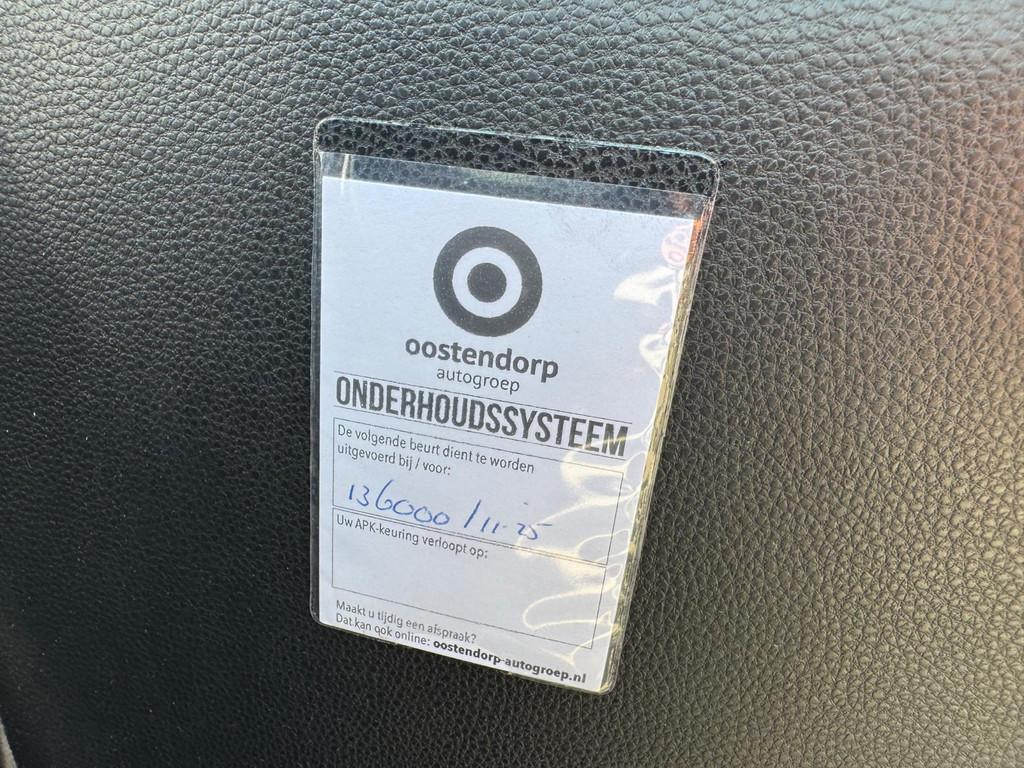 oostendorp
autogroep
ONDERHOUDSSYSTEEM
De volgende beurt dient te worden
uitgevoerd bij / voor:
136000 / 11-'25
Uw APK-keuring verloopt op:
Maakt u tijdig een afspraak?
Dat kan ook online: oostendorp-autogroep.nl